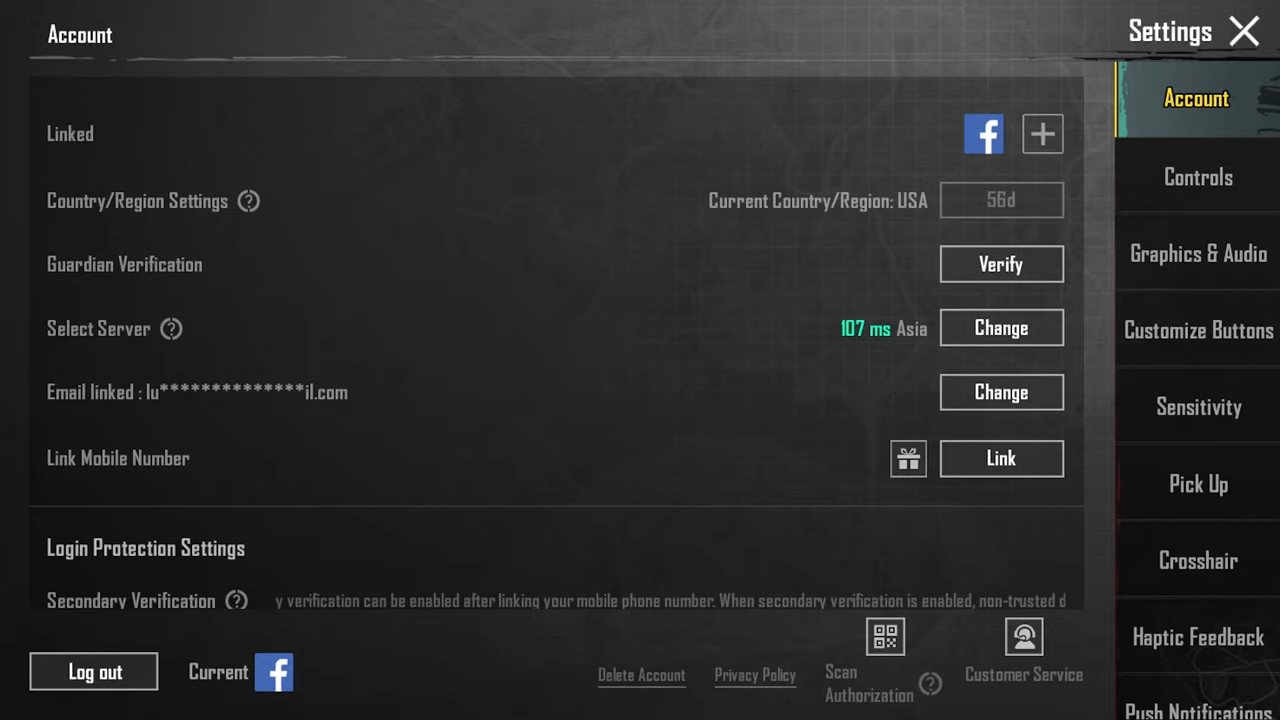 Account
Settings
Account
Linked
Country/Region Settings
Current Country/Region: USA
56d
Controls
Guardian Verification
Verify
Graphics & Audio
Select Server
107 ms Asia
Change
Customize Buttons
Email linked : lu**************il.com
Change
Sensitivity
Link Mobile Number
Link
Pick Up
Login Protection Settings
Crosshair
Secondary Verification
y verification can be enabled after linking your mobile phone number. When secondary verification is enabled, non-trusted d
Haptic Feedback
Log out
Current
Delete Account
Privacy Policy
Scan
Authorization
Customer Service
Push Notifications